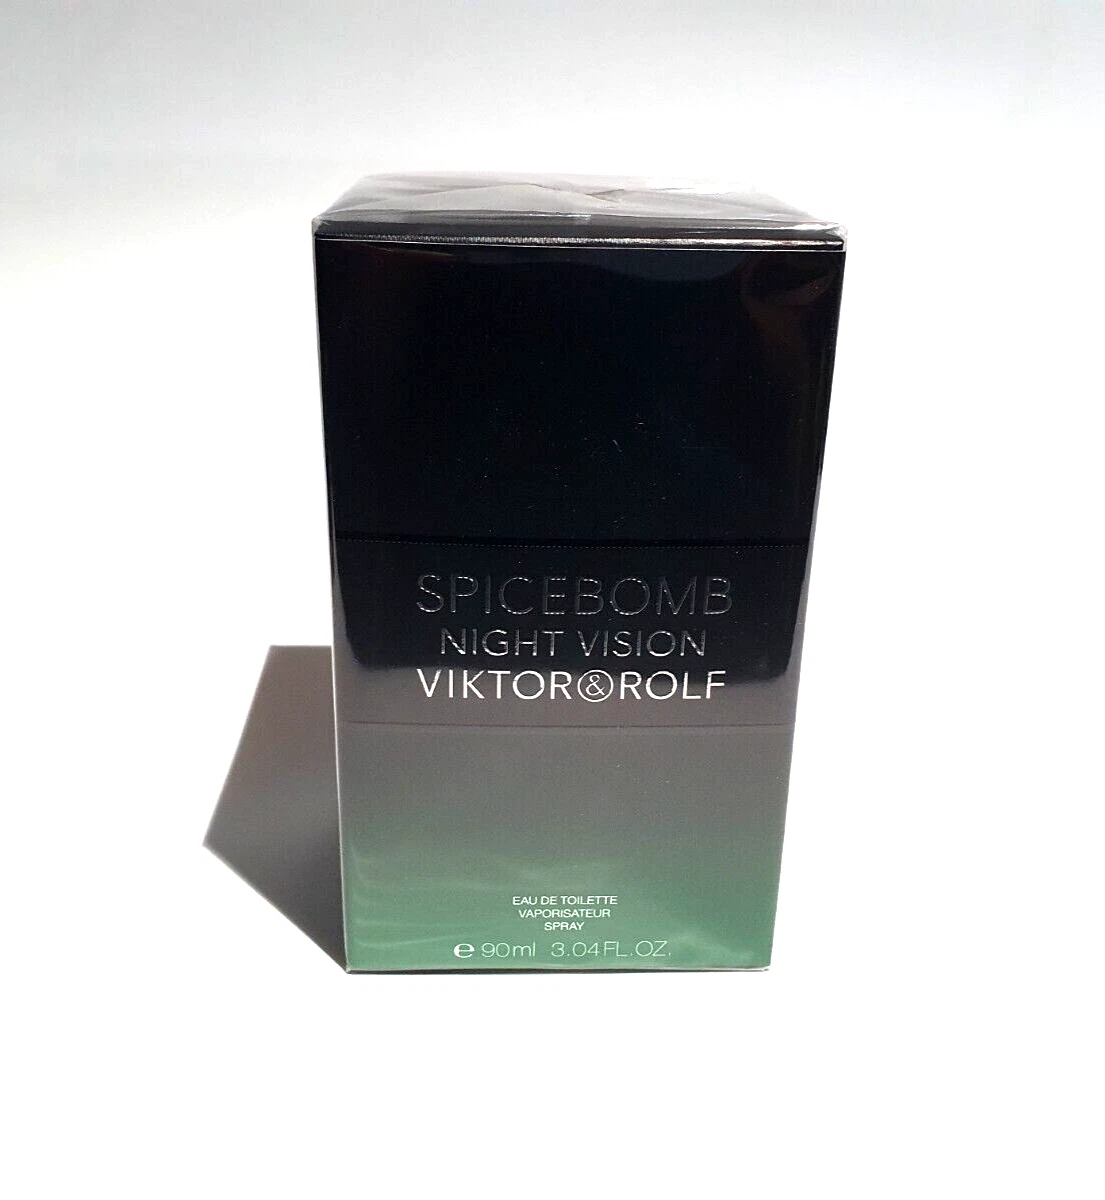 SPICEBOMB
NIGHT VISION
VIKTOR&ROLF
EAU DE TOILETTE
VAPORISATEUR
SPRAY
℮ 90ml 3.04FL.OZ.